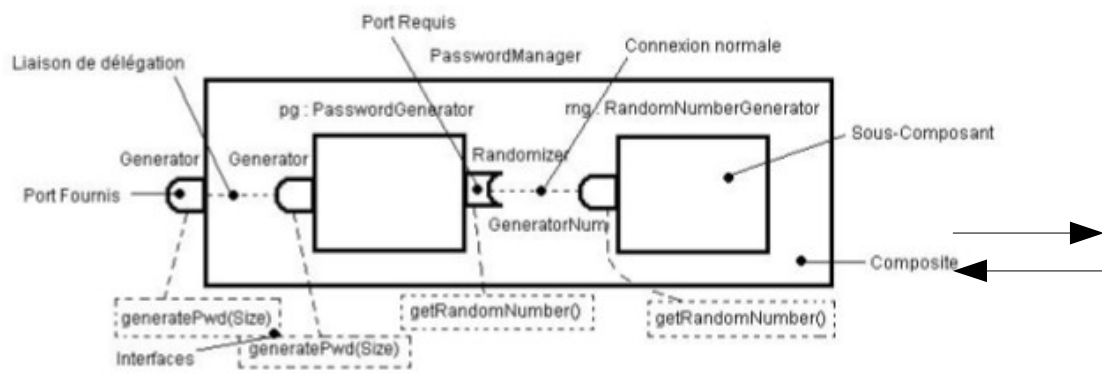 Port Requis
PasswordManager
Connexion normale
Liaison de délégation
pg : PasswordGenerator
rng : RandomNumberGenerator
Sous-Composant
Generator
Generator
Randomizer
Port Fournis
GeneratorNum
Composite
generatePwd(Size)
getRandomNumber()
getRandomNumber()
Interfaces
generatePwd(Size)